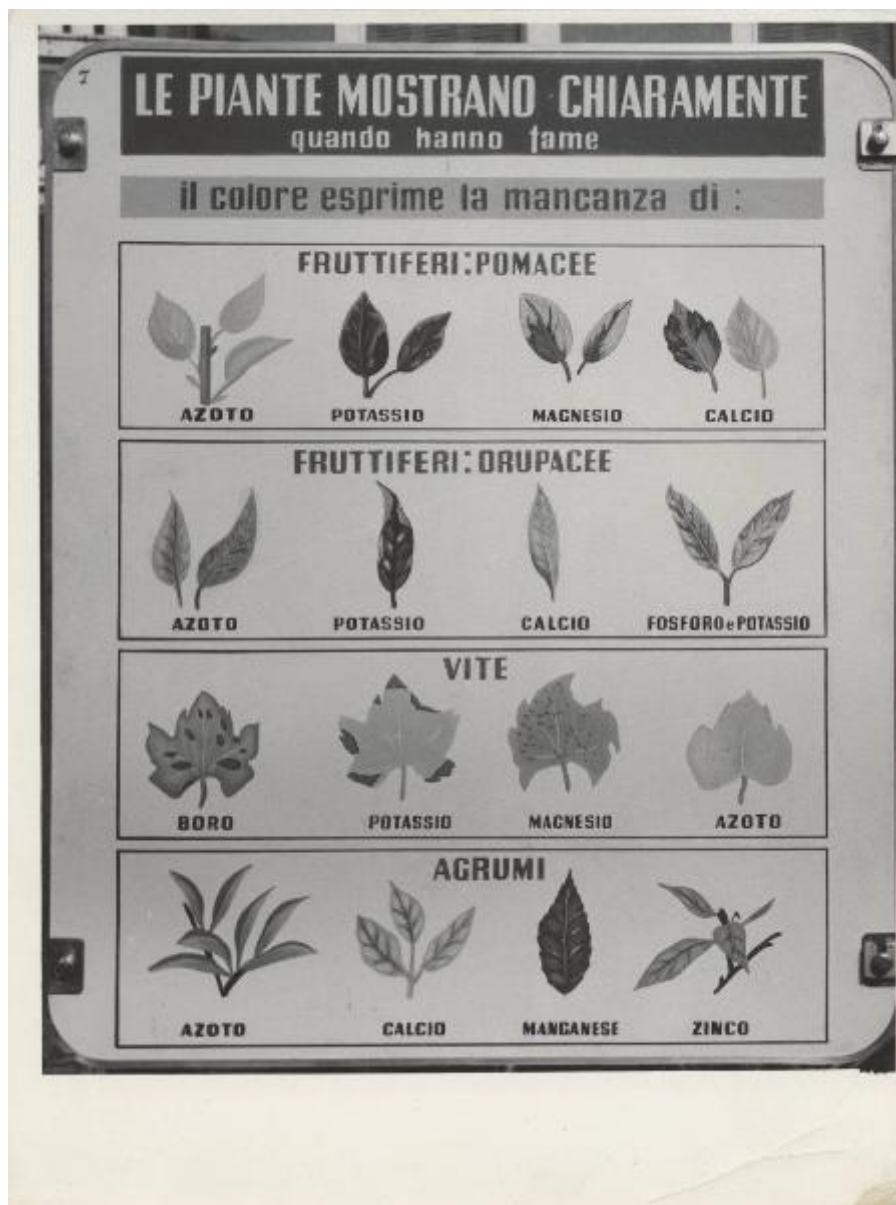 7
LE PIANTE MOSTRANO CHIARAMENTE
quando hanno fame
il colore esprime la mancanza di :
FRUTTIFERI: POMACEE
AZOTO POTASSIO MAGNESIO CALCIO
FRUTTIFERI: DRUPACEE
AZOTO POTASSIO CALCIO FOSFORO e POTASSIO
VITE
BORO POTASSIO MAGNESIO AZOTO
AGRUMI
AZOTO CALCIO MANGANESE ZINCO